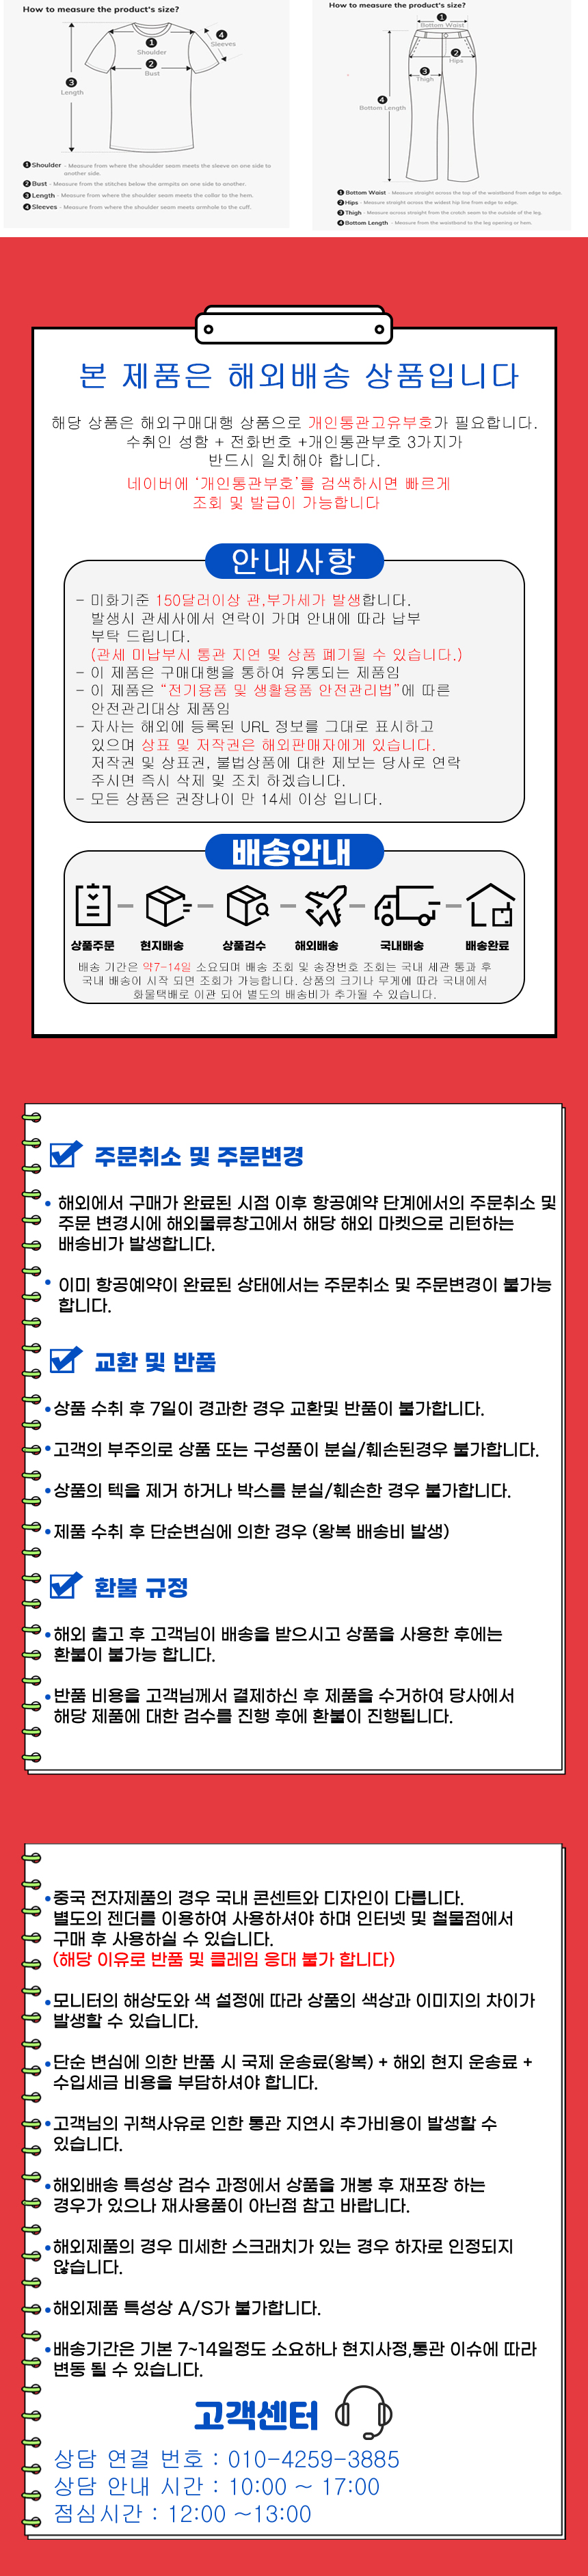 How to measure the product's size?
1
Shoulder
2
Bust
3
Length
4
Sleeves
1 Shoulder - Measure from where the shoulder seam meets the sleeve on one side to
another side.
2 Bust - Measure from the stitches below the armpits on one side to another.
3 Length - Measure from where the shoulder seam meets the collar to the hem.
4 Sleeves - Measure from where the shoulder seam meets armhole to the cuff.
How to measure the product's size?
1
Bottom Waist
2
Hips
3
Thigh
4
Bottom Length
1 Bottom Waist - Measure straight across the top of the waistband from edge to edge.
2 Hips - Measure straight across the widest hip line from edge to edge.
3 Thigh - Measure across straight from the crotch seam to the outside of the leg.
4 Bottom Length - Measure from the waistband to the leg opening or hem.
본 제품은 해외배송 상품입니다
해당 상품은 해외구매대행 상품으로 개인통관고유부호가 필요합니다.
수취인 성함 + 전화번호 +개인통관부호 3가지가
반드시 일치해야 합니다.
네이버에 ‘개인통관부호’를 검색하시면 빠르게
조회 및 발급이 가능합니다
안내사항
- 미화기준 150달러이상 관,부가세가 발생합니다.
발생시 관세사에서 연락이 가며 안내에 따라 납부
부탁 드립니다.
(관세 미납부시 통관 지연 및 상품 폐기될 수 있습니다.)
- 이 제품은 구매대행을 통하여 유통되는 제품임
- 이 제품은 “전기용품 및 생활용품 안전관리법”에 따른
안전관리대상 제품임
- 자사는 해외에 등록된 URL 정보를 그대로 표시하고
있으며 상표 및 저작권은 해외판매자에게 있습니다.
저작권 및 상표권, 불법상품에 대한 제보는 당사로 연락
주시면 즉시 삭제 및 조치 하겠습니다.
- 모든 상품은 권장나이 만 14세 이상 입니다.
배송안내
상품주문 현지배송 상품검수 해외배송 국내배송 배송완료
배송 기간은 약7-14일 소요되며 배송 조회 및 송장번호 조회는 국내 세관 통과 후
국내 배송이 시작 되면 조회가 가능합니다. 상품의 크기나 무게에 따라 국내에서
화물택배로 이관 되어 별도의 배송비가 추가될 수 있습니다.
주문취소 및 주문변경
• 해외에서 구매가 완료된 시점 이후 항공예약 단계에서의 주문취소 및
주문 변경시에 해외물류창고에서 해당 해외 마켓으로 리턴하는
배송비가 발생합니다.
• 이미 항공예약이 완료된 상태에서는 주문취소 및 주문변경이 불가능
합니다.
교환 및 반품
•상품 수취 후 7일이 경과한 경우 교환및 반품이 불가합니다.
•고객의 부주의로 상품 또는 구성품이 분실/훼손된경우 불가합니다.
•상품의 텍을 제거 하거나 박스를 분실/훼손한 경우 불가합니다.
•제품 수취 후 단순변심에 의한 경우 (왕복 배송비 발생)
환불 규정
•해외 출고 후 고객님이 배송을 받으시고 상품을 사용한 후에는
환불이 불가능 합니다.
•반품 비용을 고객님께서 결제하신 후 제품을 수거하여 당사에서
해당 제품에 대한 검수를 진행 후에 환불이 진행됩니다.
•중국 전자제품의 경우 국내 콘센트와 디자인이 다릅니다.
별도의 젠더를 이용하여 사용하셔야 하며 인터넷 및 철물점에서
구매 후 사용하실 수 있습니다.
(해당 이유로 반품 및 클레임 응대 불가 합니다)
•모니터의 해상도와 색 설정에 따라 상품의 색상과 이미지의 차이가
발생할 수 있습니다.
•단순 변심에 의한 반품 시 국제 운송료(왕복) + 해외 현지 운송료 +
수입세금 비용을 부담하셔야 합니다.
•고객님의 귀책사유로 인한 통관 지연시 추가비용이 발생할 수
있습니다.
•해외배송 특성상 검수 과정에서 상품을 개봉 후 재포장 하는
경우가 있으나 재사용품이 아닌점 참고 바랍니다.
•해외제품의 경우 미세한 스크래치가 있는 경우 하자로 인정되지
않습니다.
•해외제품 특성상 A/S가 불가합니다.
•배송기간은 기본 7~14일정도 소요하나 현지사정,통관 이슈에 따라
변동 될 수 있습니다.
고객센터
상담 연결 번호 : 010-4259-3885
상담 안내 시간 : 10:00 ~ 17:00
점심시간 : 12:00 ~13:00